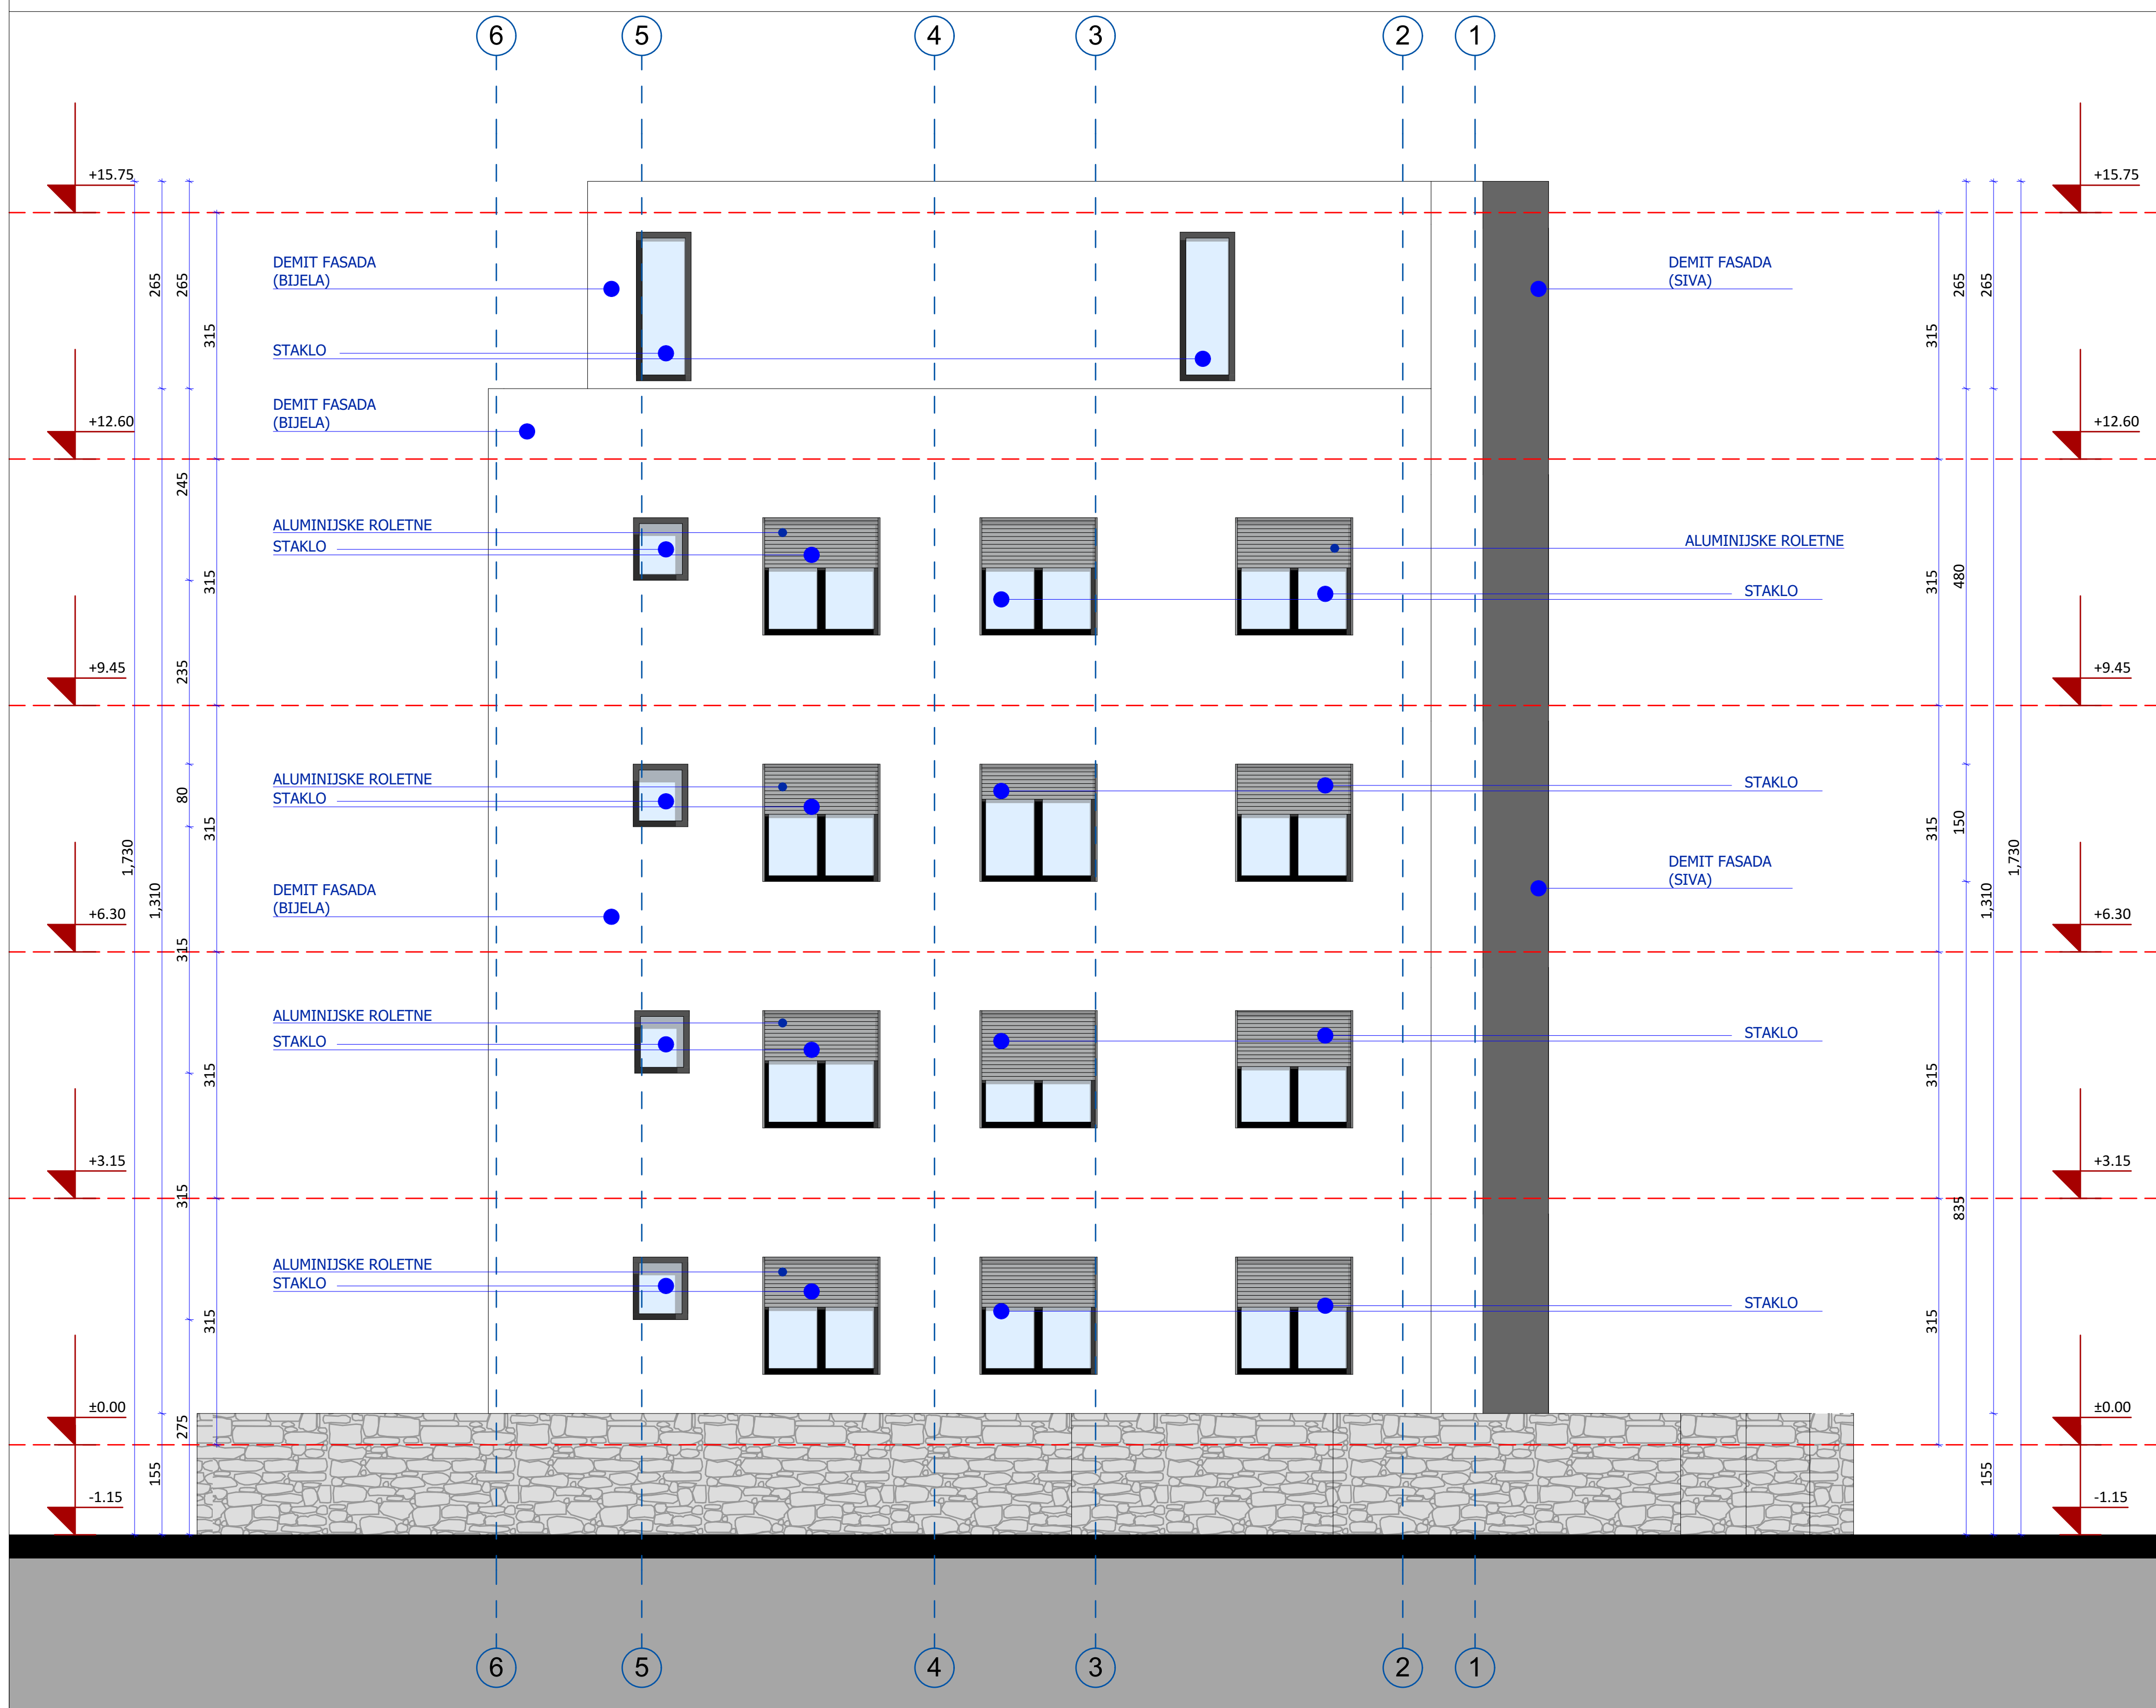 6 5 4 3 2 1
+15.75 +15.75
DEMIT FASADA DEMIT FASADA
(BIJELA) (SIVA)
265 265 265 265
315 315
STAKLO
DEMIT FASADA
(BIJELA)
+12.60 +12.60
245
ALUMINIJSKE ROLETNE
STAKLO
ALUMINIJSKE ROLETNE
315 315 480
STAKLO
+9.45 +9.45
235
ALUMINIJSKE ROLETNE
STAKLO
STAKLO
80
315 315 150
1,730 1,730
DEMIT FASADA
(SIVA)
DEMIT FASADA
(BIJELA)
1,310 1,310
+6.30 +6.30
315
ALUMINIJSKE ROLETNE
STAKLO
STAKLO
315 315
+3.15 +3.15
315 835
ALUMINIJSKE ROLETNE
STAKLO
STAKLO
315 315
±0.00 ±0.00
275
155 155
-1.15 -1.15
6 5 4 3 2 1